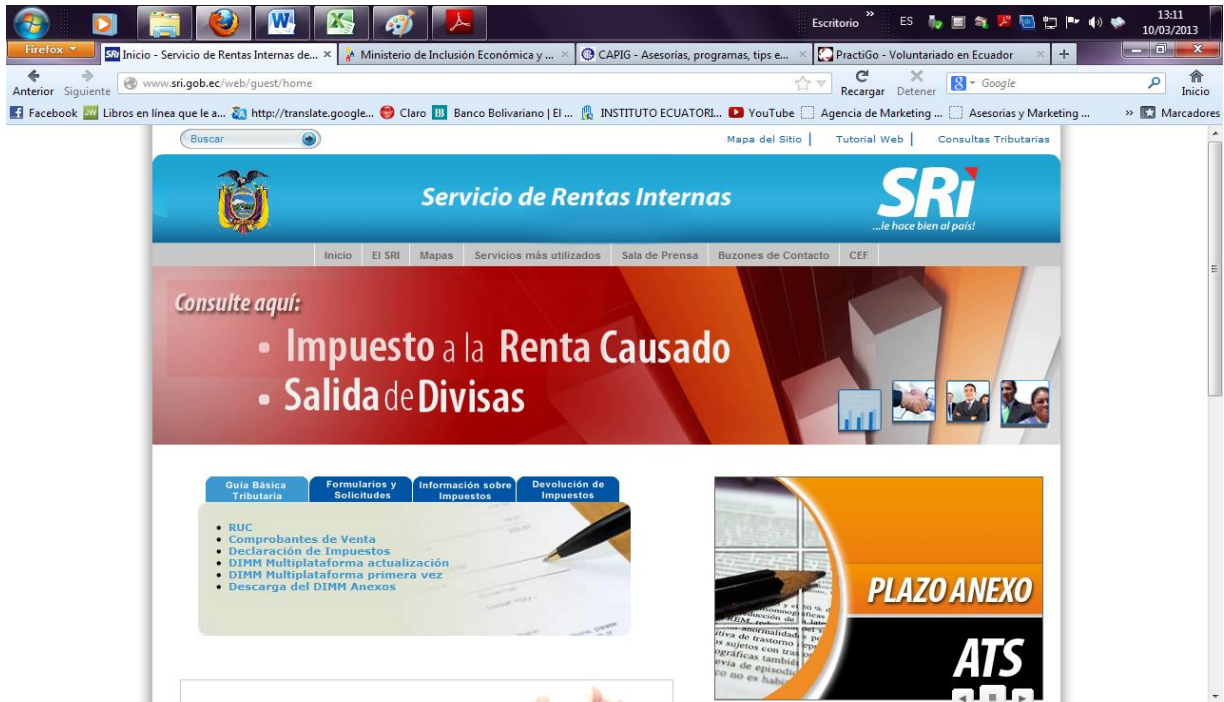 Escritorio »
ES
13:11
10/03/2013
Firefox
SRi Inicio - Servicio de Rentas Internas de...
Ministerio de Inclusión Económica y ...
CAPIG - Asesorías, programas, tips e...
PractiGo - Voluntariado en Ecuador
Anterior
Siguiente
www.sri.gob.ec/web/guest/home
Recargar
Detener
Google
Inicio
Facebook
Libros en línea que le a...
http://translate.google...
Claro
Banco Bolivariano | El ...
INSTITUTO ECUATORI...
YouTube
Agencia de Marketing ...
Asesorias y Marketing ...
»
Marcadores
Buscar
Mapa del Sitio |
Tutorial Web |
Consultas Tributarias
Servicio de Rentas Internas
SRi
...le hace bien al país!
Inicio
El SRI
Mapas
Servicios más utilizados
Sala de Prensa
Buzones de Contacto
CEF
Consulte aquí:
• Impuesto a la Renta Causado
• Salida de Divisas
Guía Básica
Tributaria
Formularios y
Solicitudes
Información sobre
Impuestos
Devolución de
Impuestos
• RUC
• Comprobantes de Venta
• Declaración de Impuestos
• DIMM Multiplataforma actualización
• DIMM Multiplataforma primera vez
• Descarga del DIMM Anexos
PLAZO ANEXO
ATS